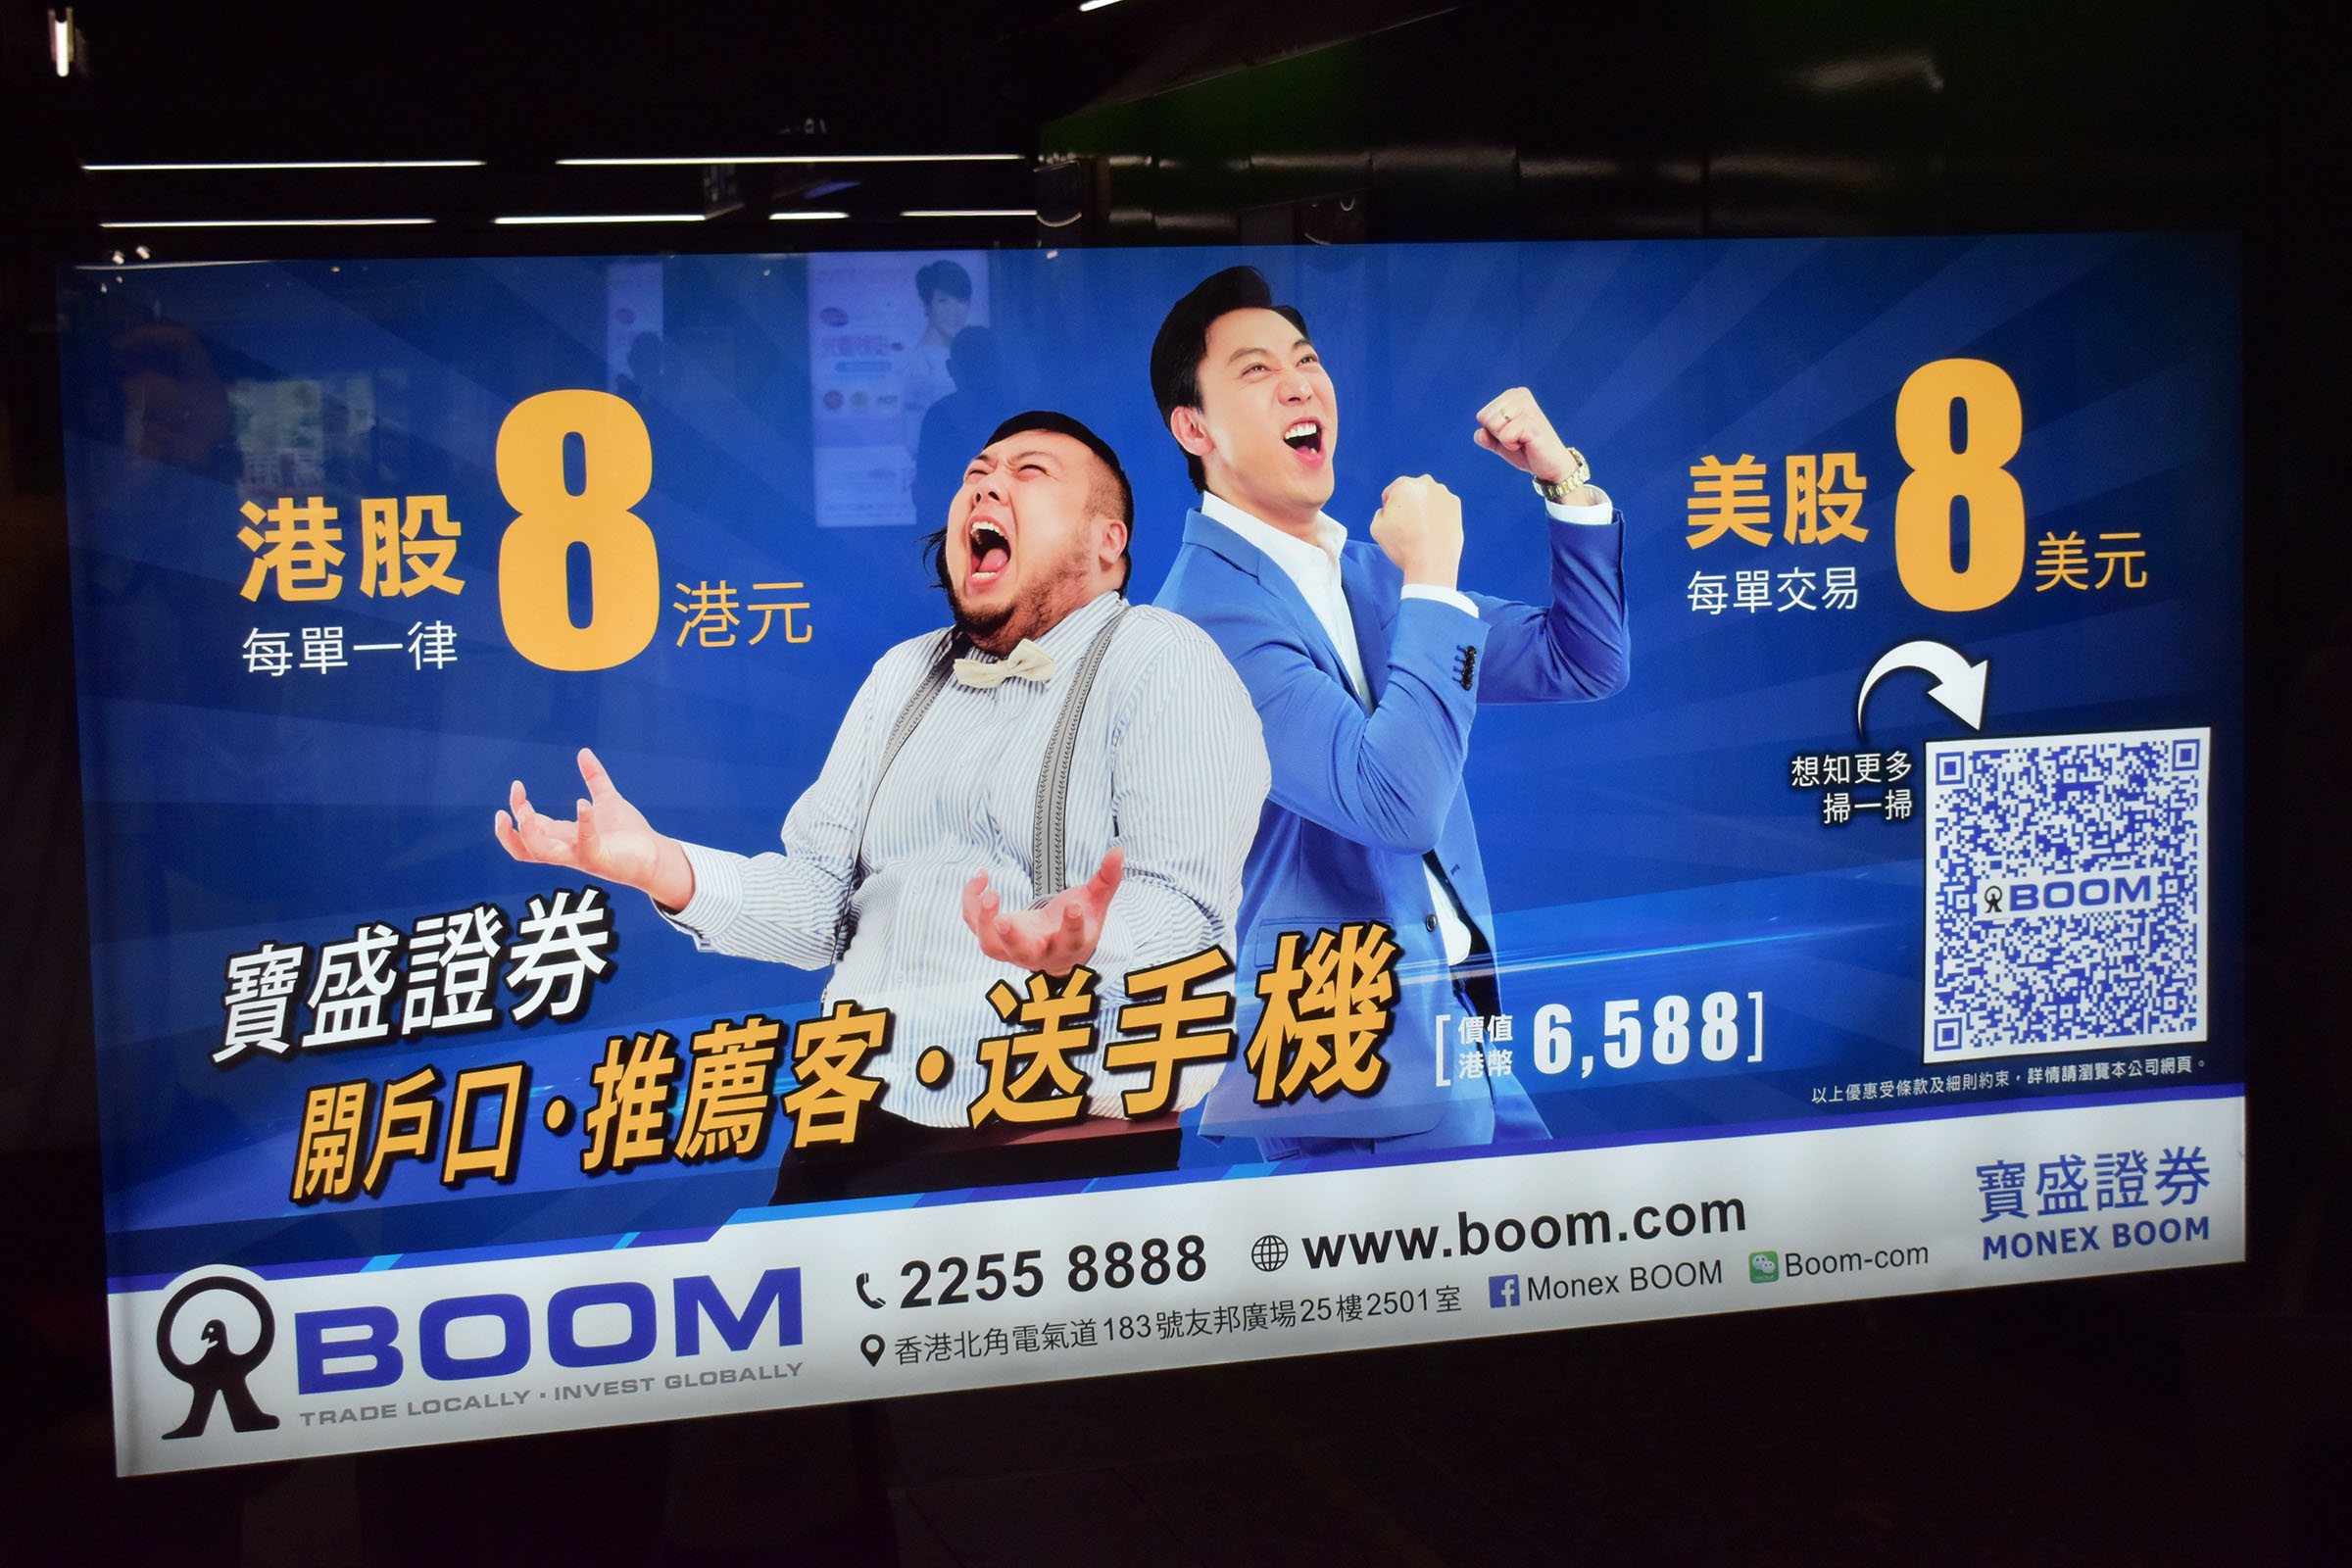 港股 8 港元
每單一律
美股 8 美元
每單交易
想知更多
掃一掃
BOOM
寶盛證券
開戶口·推薦客·送手機
[價值港幣 6,588]
以上優惠受條款及細則約束，詳情請瀏覽本公司網頁。
BOOM
TRADE LOCALLY · INVEST GLOBALLY
2255 8888 www.boom.com
香港北角電氣道183號友邦廣場25樓2501室 Monex BOOM Boom-com
寶盛證券
MONEX BOOM